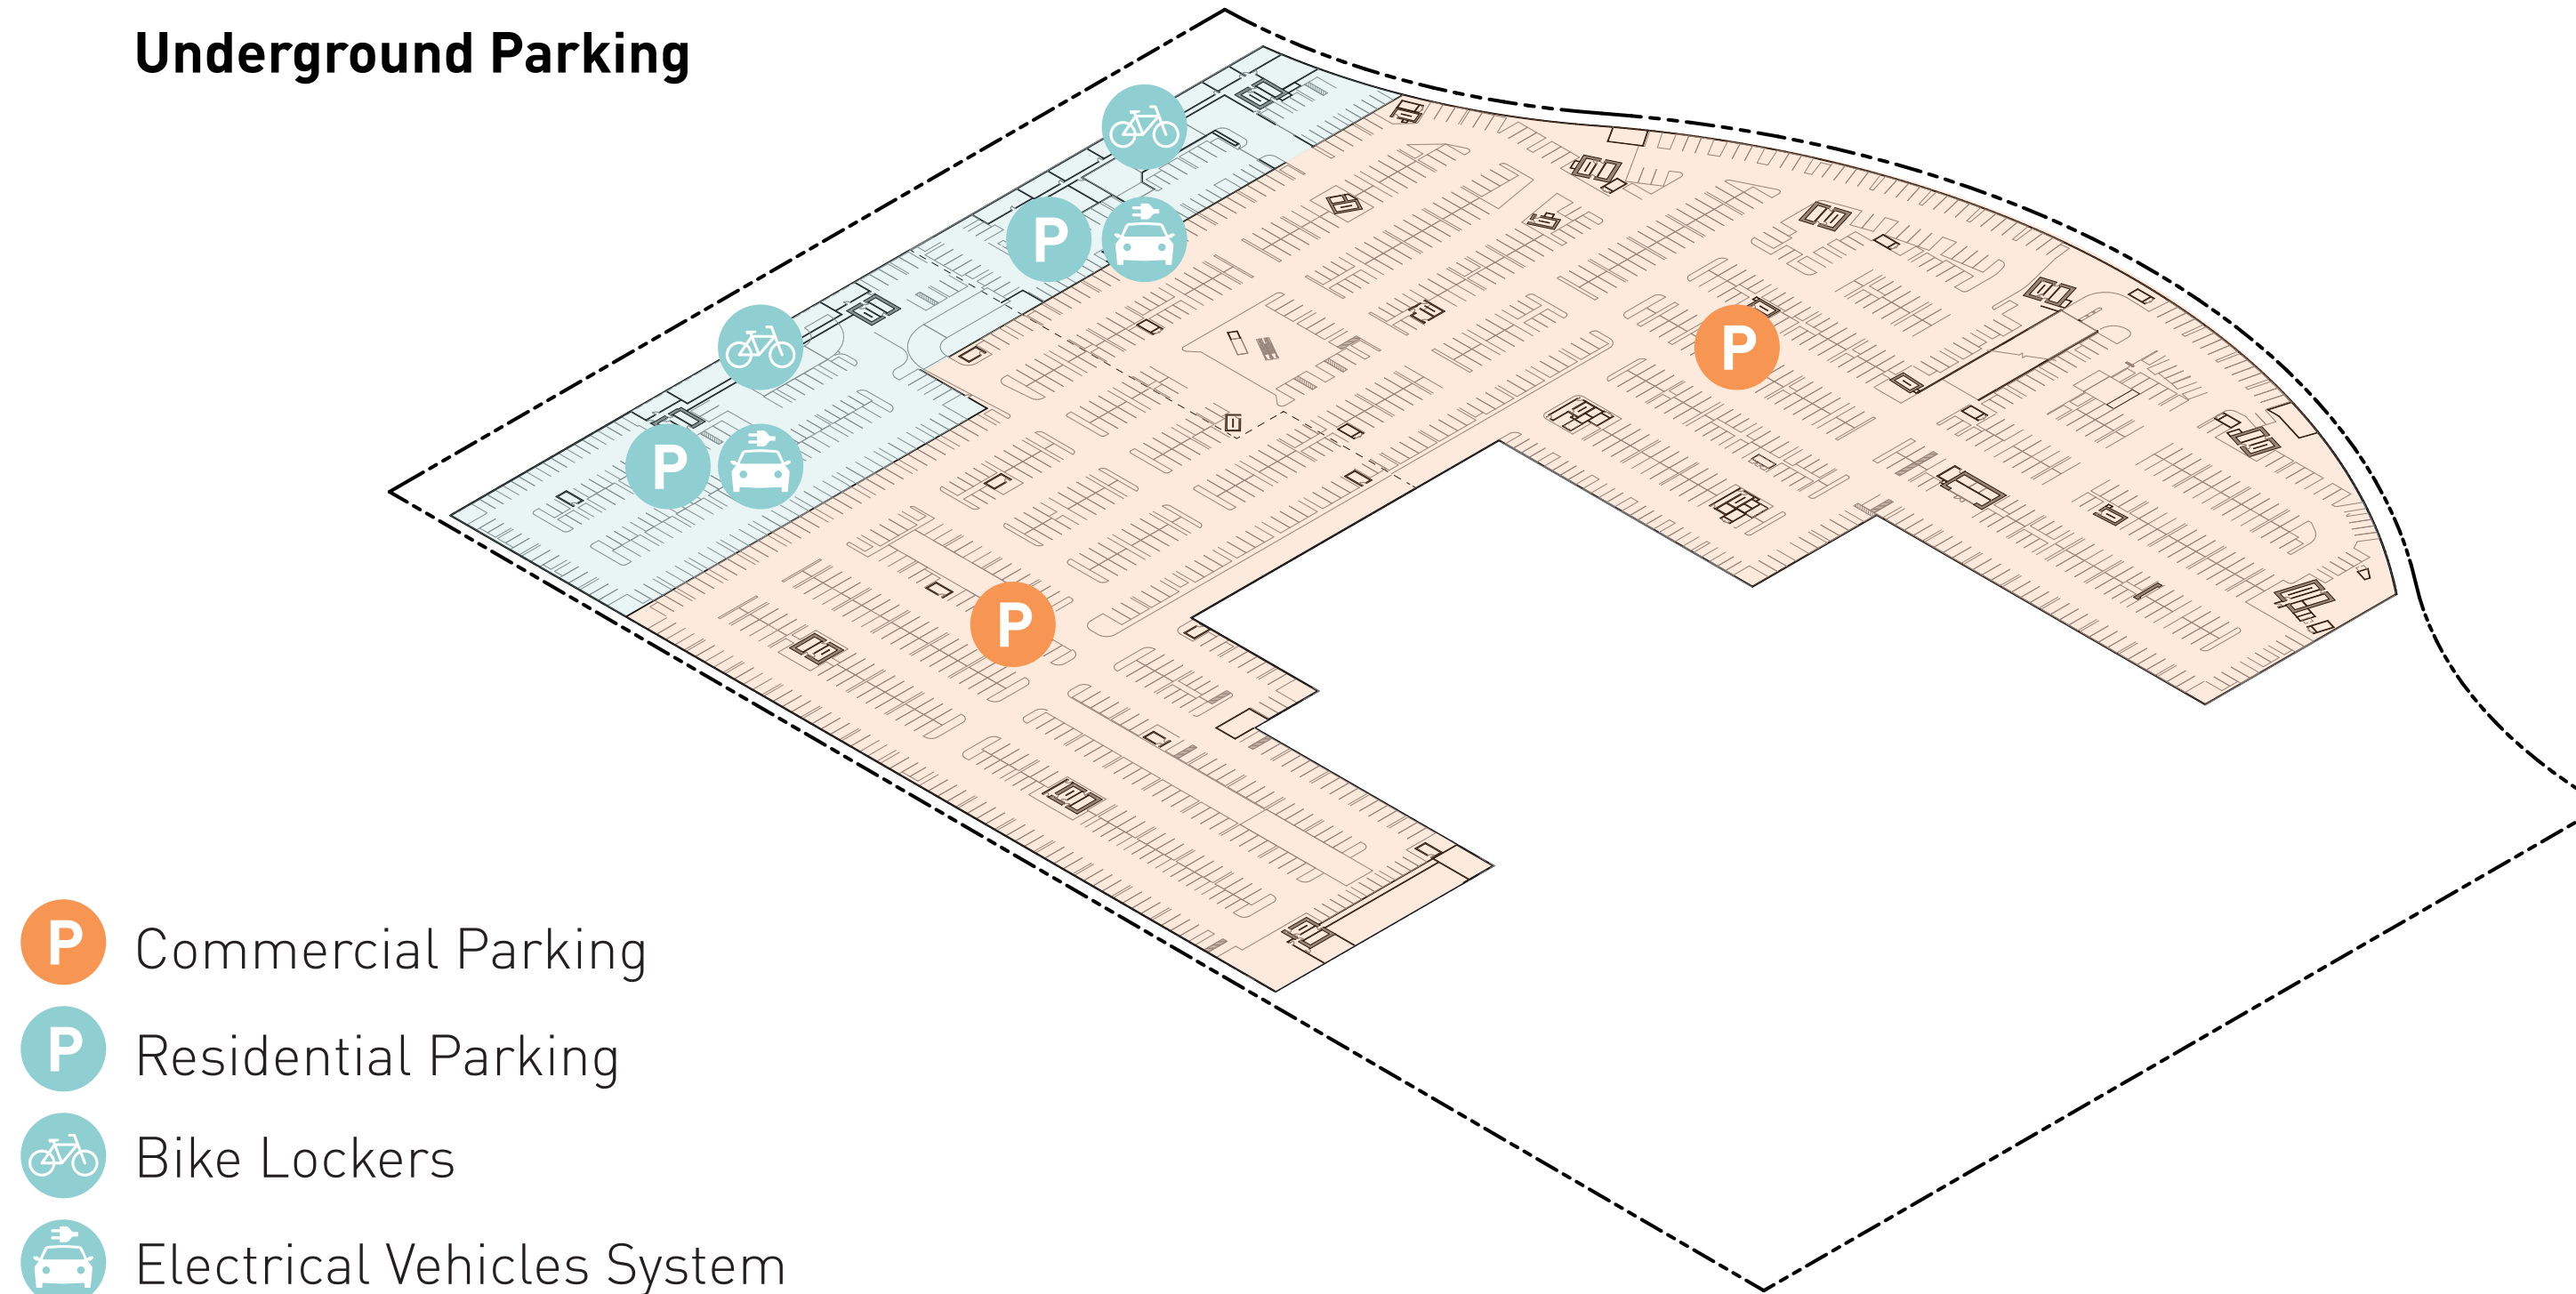 Underground Parking
P
P
P
P
P Commercial Parking
P Residential Parking
Bike Lockers
Electrical Vehicles System